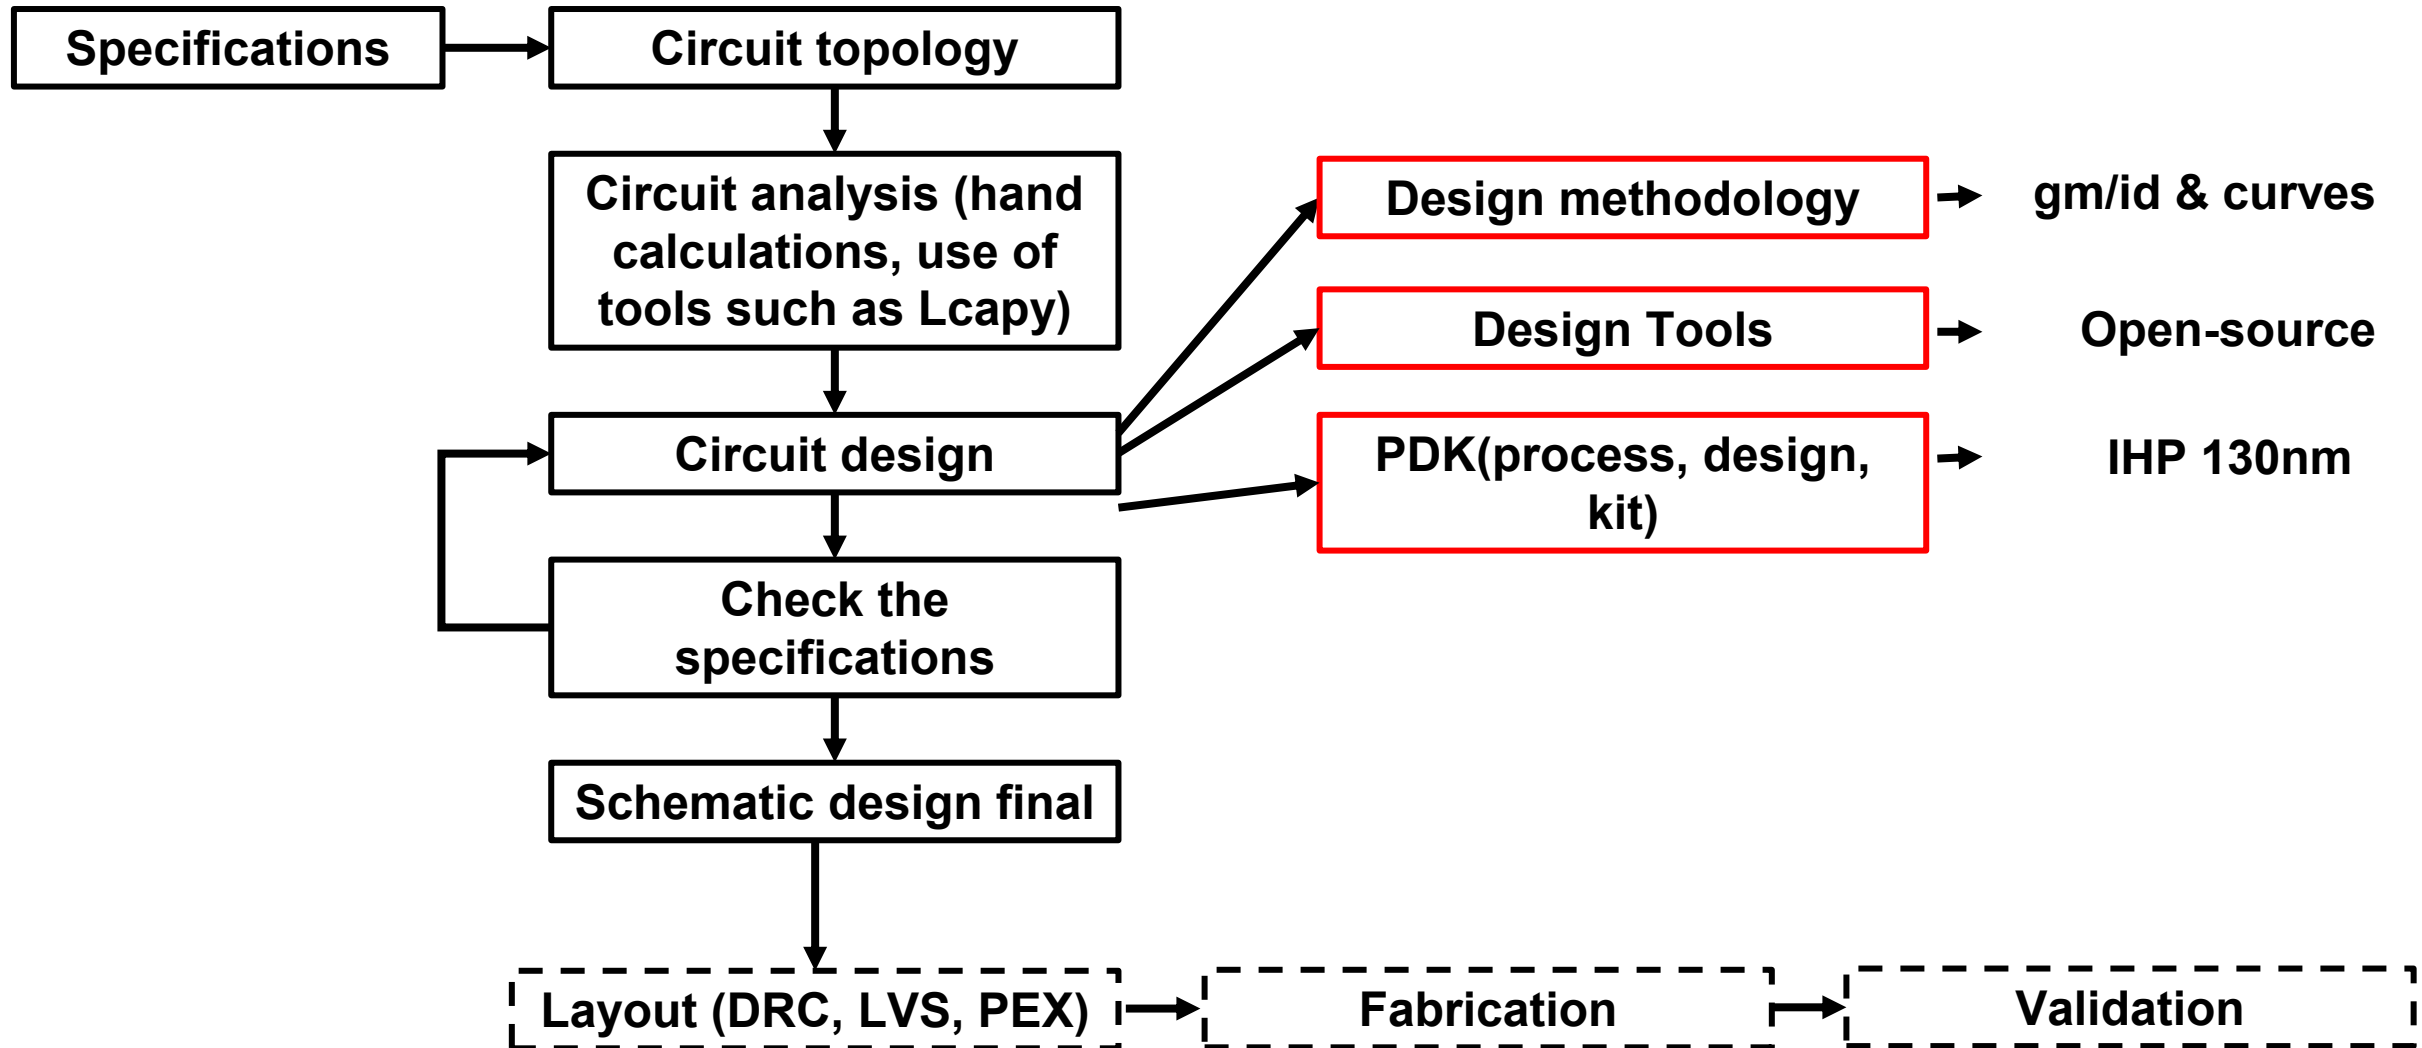 Specifications
Circuit topology
Circuit analysis (hand
calculations, use of
tools such as Lcapy)
Design methodology
gm/id & curves
Design Tools
Open-source
Circuit design
PDK(process, design,
kit)
IHP 130nm
Check the
specifications
Schematic design final
Layout (DRC, LVS, PEX)
Fabrication
Validation